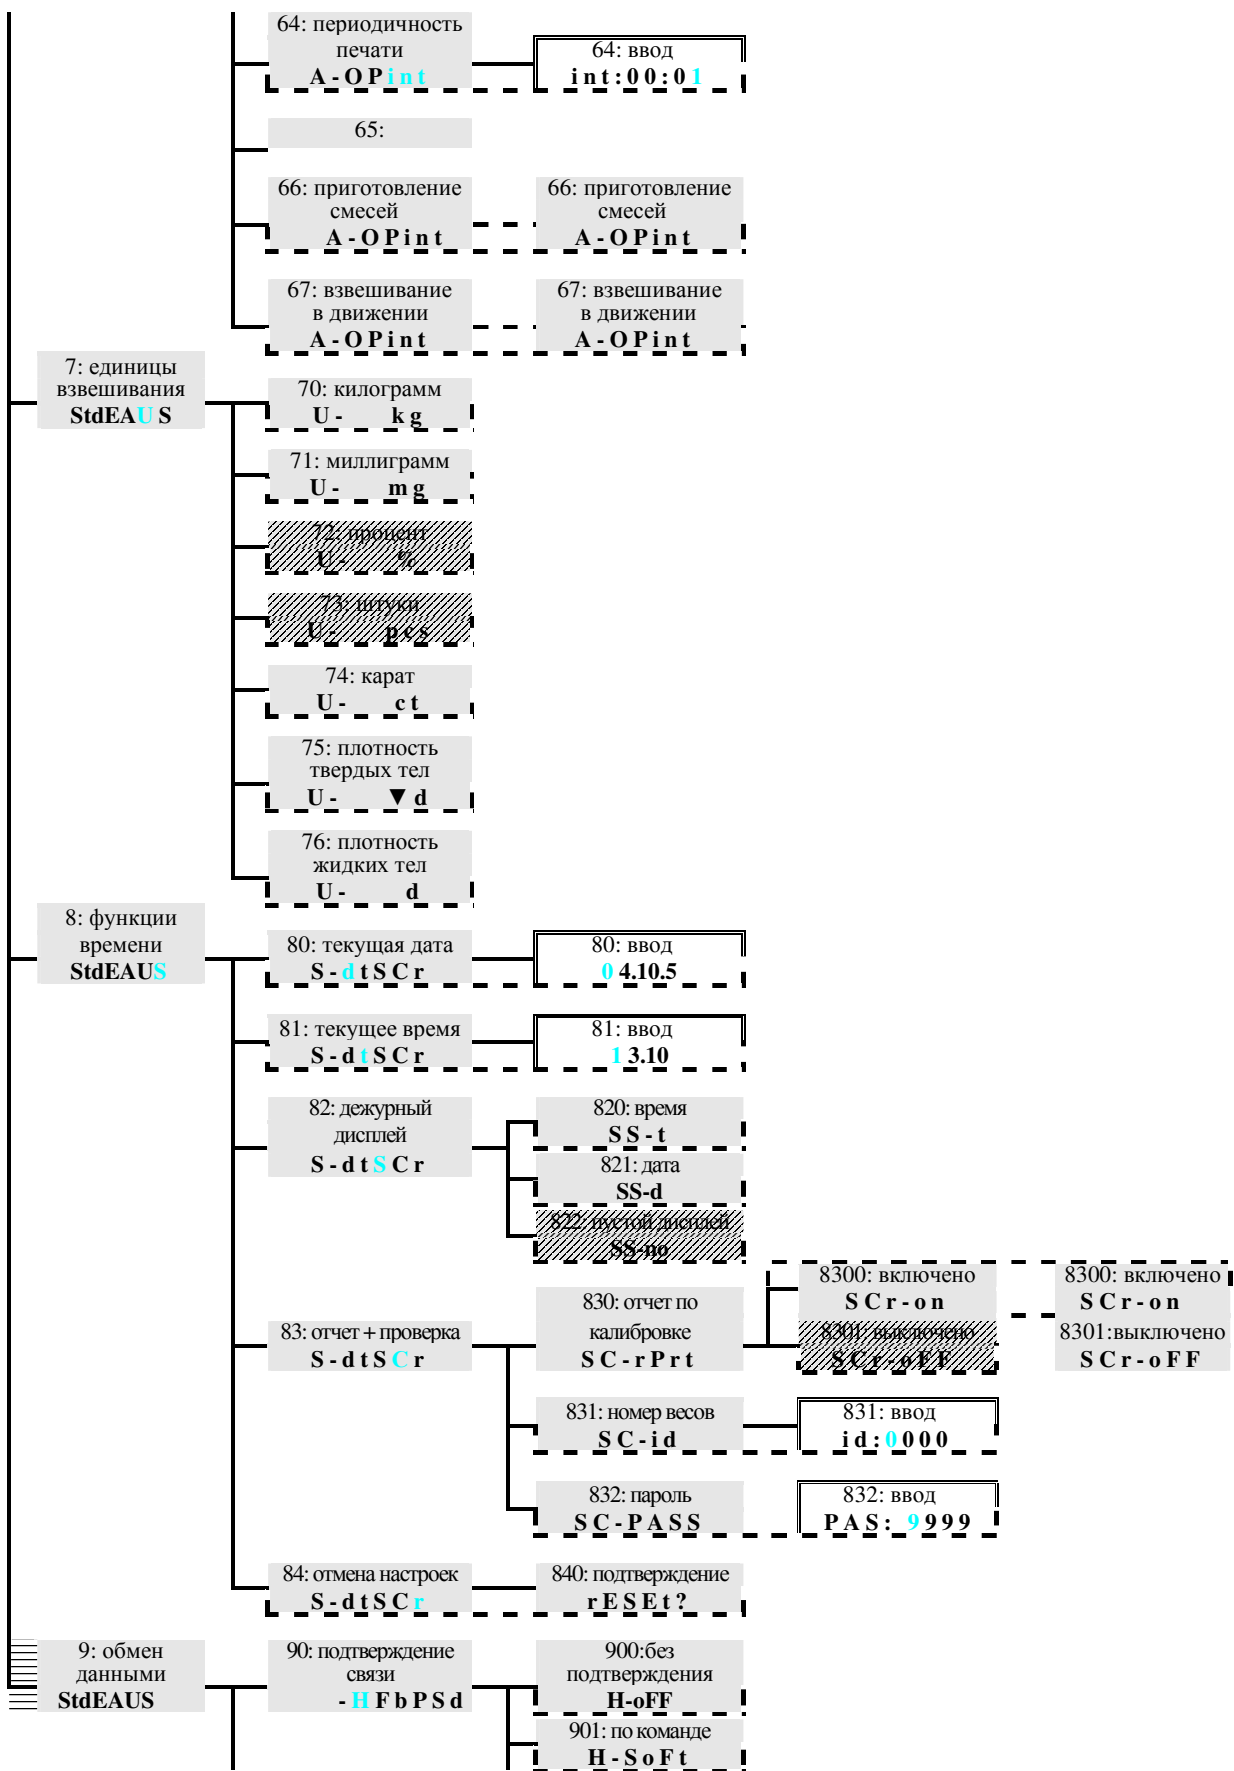 64: периодичность
печати
A-OPint
64: ввод
int:00:01
65:
66: приготовление
смесей
A-OPint
66: приготовление
смесей
A-OPint
67: взвешивание
в движении
A-OPint
67: взвешивание
в движении
A-OPint
7: единицы
взвешивания
StdEAU S
70: килограмм
U- kg
71: миллиграмм
U- mg
72: процент
U- %
73: штуки
U- pcs
74: карат
U- ct
75: плотность
твердых тел
U- ▼d
76: плотность
жидких тел
U- d
8: функции
времени
StdEAUS
80: текущая дата
S-dtSCr
80: ввод
04.10.5
81: текущее время
S-dtSCr
81: ввод
13.10
82: дежурный
дисплей
S-dtSCr
820: время
SS-t
821: дата
SS-d
822: пустой дисплей
SS-no
83: отчет + проверка
S-dtSCr
830: отчет по
калибровке
SC-rPrt
8300: включено
SCr-on
8301: выключено
SCr-oFF
8300: включено
SCr-on
8301:выключено
SCr-oFF
831: номер весов
SC-id
831: ввод
id:0000
832: пароль
SC-PASS
832: ввод
PAS: 9999
84: отмена настроек
S-dtSCr
840: подтверждение
rESEt?
9: обмен
данными
StdEAUS
90: подтверждение
связи
-HFbPSd
900:без
подтверждения
H-oFF
901: по команде
H-SoFt